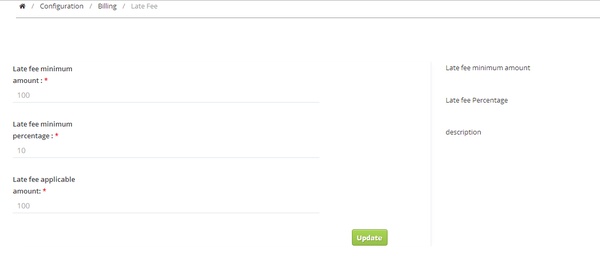 / Configuration / Billing / Late Fee
Late fee minimum
amount : *
100
Late fee minimum
percentage : *
10
Late fee applicable
amount: *
100
Update
Late fee minimum amount
Late fee Percentage
description